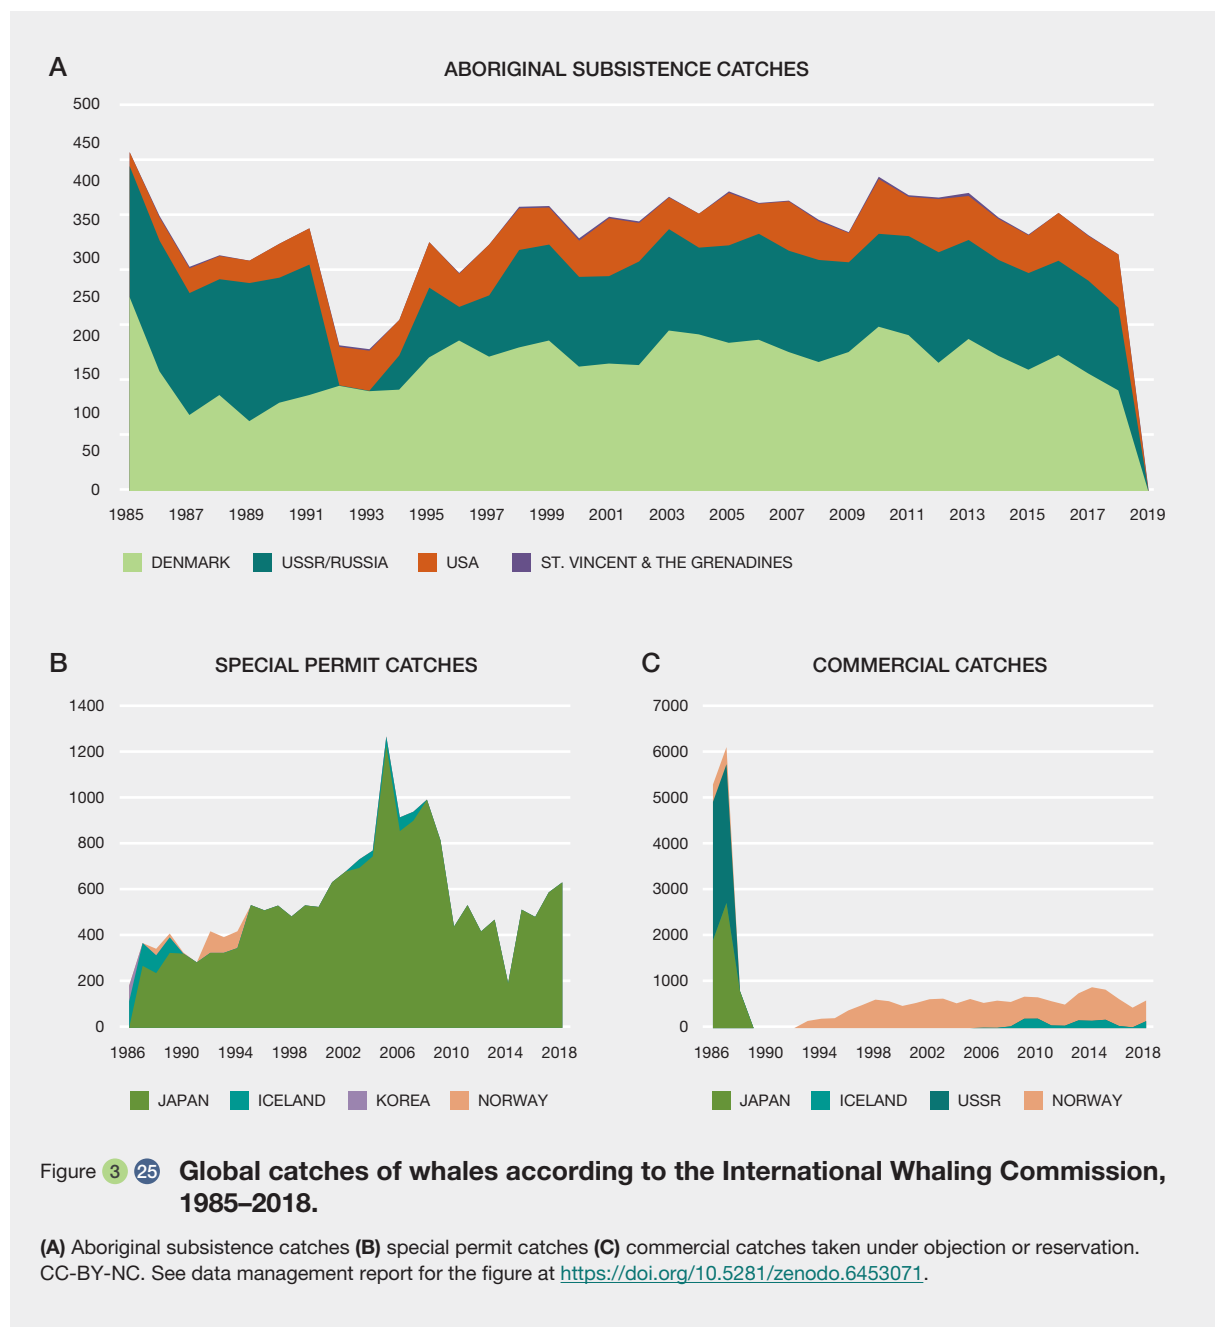 A
ABORIGINAL SUBSISTENCE CATCHES
500
450
400
350
300
250
200
150
100
50
0
1985 1987 1989 1991 1993 1995 1997 1999 2001 2003 2005 2007 2009 2011 2013 2015 2017 2019
DENMARK USSR/RUSSIA USA ST. VINCENT & THE GRENADINES
B
SPECIAL PERMIT CATCHES
1400
1200
1000
800
600
400
200
0
1986 1990 1994 1998 2002 2006 2010 2014 2018
JAPAN ICELAND KOREA NORWAY
C
COMMERCIAL CATCHES
7000
6000
5000
4000
3000
2000
1000
0
1986 1990 1994 1998 2002 2006 2010 2014 2018
JAPAN ICELAND USSR NORWAY
Figure 3 25 Global catches of whales according to the International Whaling Commission,
1985–2018.
(A) Aboriginal subsistence catches (B) special permit catches (C) commercial catches taken under objection or reservation.
CC-BY-NC. See data management report for the figure at https://doi.org/10.5281/zenodo.6453071.